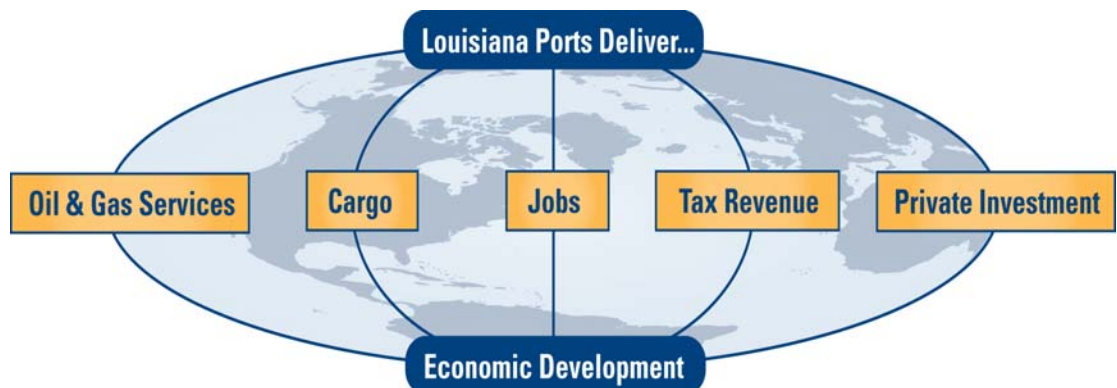 Louisiana Ports Deliver...
Oil & Gas Services
Cargo
Jobs
Tax Revenue
Private Investment
Economic Development